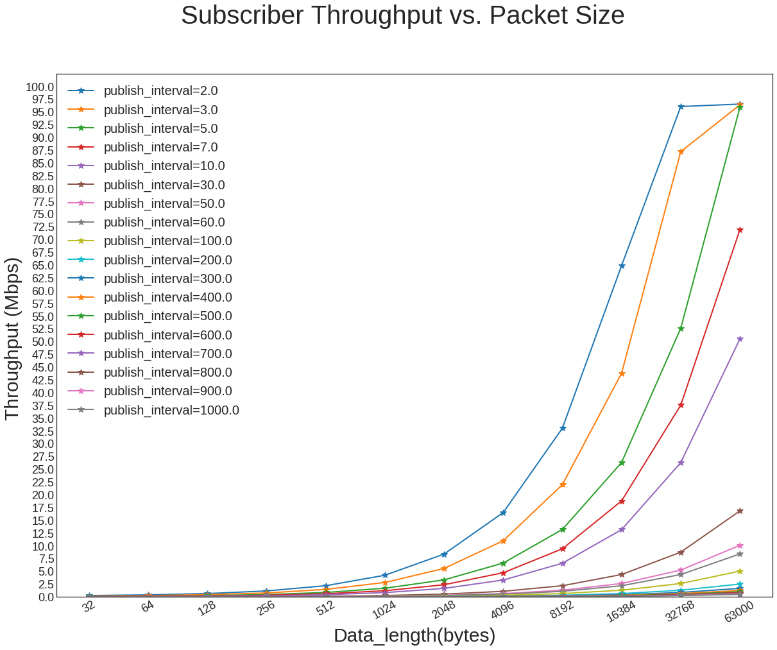 Subscriber Throughput vs. Packet Size
100.0
97.5
95.0
92.5
90.0
87.5
85.0
82.5
80.0
77.5
75.0
72.5
70.0
67.5
65.0
62.5
60.0
57.5
55.0
52.5
50.0
47.5
45.0
42.5
40.0
37.5
35.0
32.5
30.0
27.5
25.0
22.5
20.0
17.5
15.0
12.5
10.0
7.5
5.0
2.5
0.0
Throughput (Mbps)
publish_interval=2.0
publish_interval=3.0
publish_interval=5.0
publish_interval=7.0
publish_interval=10.0
publish_interval=30.0
publish_interval=50.0
publish_interval=60.0
publish_interval=100.0
publish_interval=200.0
publish_interval=300.0
publish_interval=400.0
publish_interval=500.0
publish_interval=600.0
publish_interval=700.0
publish_interval=800.0
publish_interval=900.0
publish_interval=1000.0
32 64 128 256 512 1024 2048 4096 8192 16384 32768 63000
Data_length(bytes)